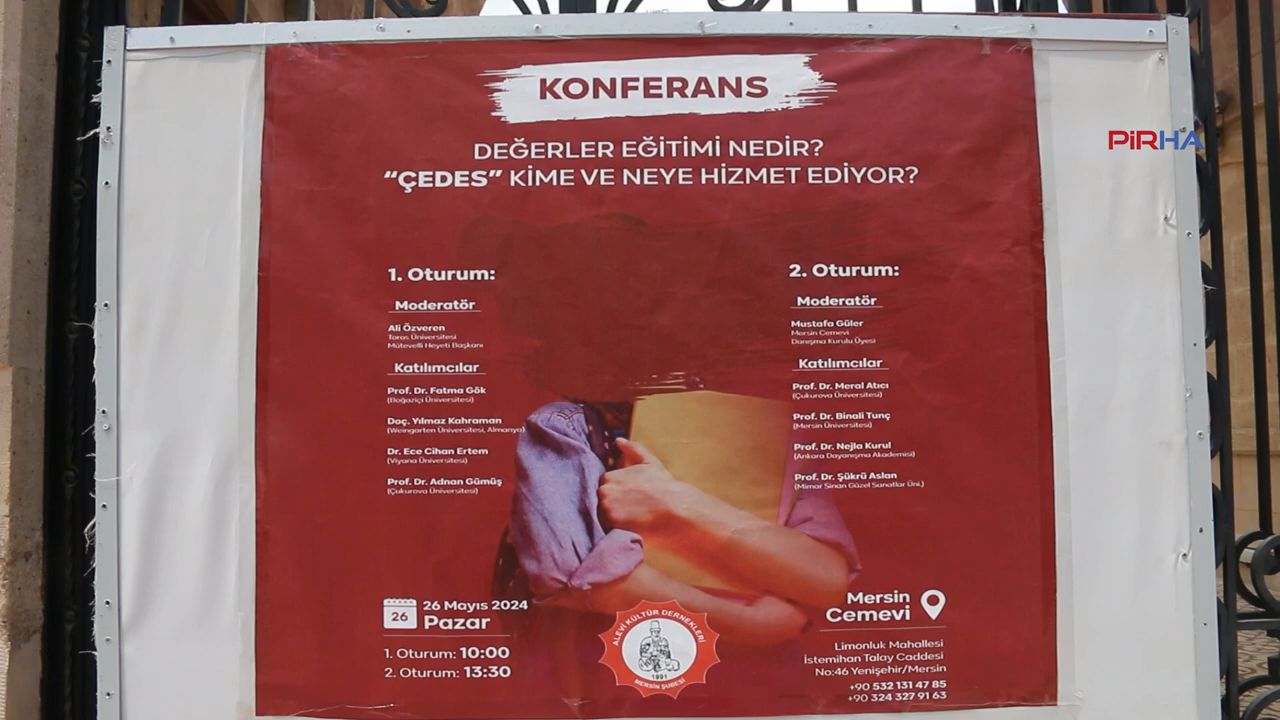 KONFERANS
DEĞERLER EĞİTİMİ NEDİR?
“ÇEDES” KİME VE NEYE HİZMET EDİYOR?
PİRHA
1. Oturum:
Moderatör
Ali Özveren
Toros Üniversitesi
Mütevelli Heyeti Başkanı
Katılımcılar
Prof. Dr. Fatma Gök
(Boğaziçi Üniversitesi)
Doç. Yılmaz Kahraman
(Weingarten Üniversitesi, Almanya)
Dr. Ece Cihan Ertem
(Viyana Üniversitesi)
Prof. Dr. Adnan Gümüş
(Çukurova Üniversitesi)
2. Oturum:
Moderatör
Mustafa Güler
Mersin Cemevi
Danışma Kurulu Üyesi
Katılımcılar
Prof. Dr. Meral Atıcı
(Çukurova Üniversitesi)
Prof. Dr. Binali Tunç
(Mersin Üniversitesi)
Prof. Dr. Nejla Kurul
(Ankara Dayanışma Akademisi)
Prof. Dr. Şükrü Aslan
(Mimar Sinan Güzel Sanatlar Üni.)
26
26 Mayıs 2024
Pazar
1. Oturum: 10:00
2. Oturum: 13:30
ALEVİ KÜLTÜR DERNEKLERİ
1991
MERSİN ŞUBESİ
Mersin
Cemevi
Limonluk Mahallesi
İstemihan Talay Caddesi
No:46 Yenişehir/Mersin
+90 532 131 47 85
+90 324 327 91 63